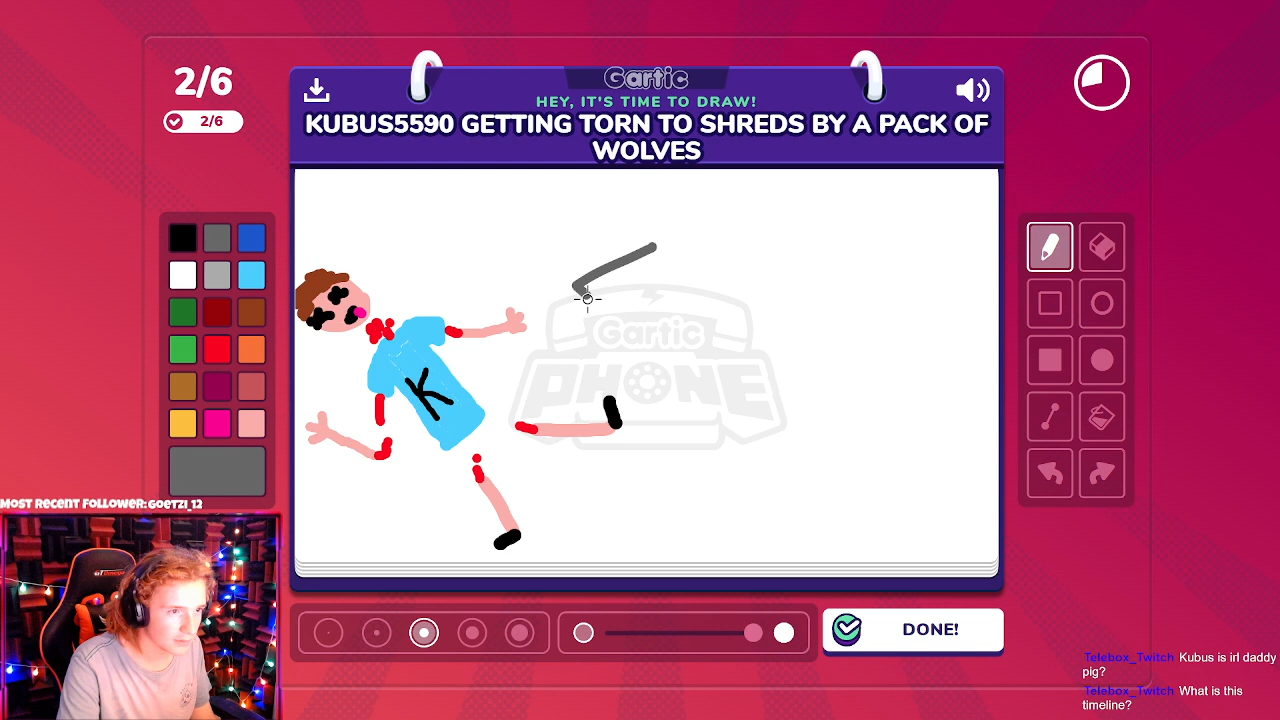 2/6
2/6
Gartic
HEY, IT'S TIME TO DRAW!
KUBUS5590 GETTING TORN TO SHREDS BY A PACK OF
WOLVES
Gartic
PHONE
K
MOST RECENT FOLLOWER:GOETZI_12
DONE!
Telebox_Twitch Kubus is irl daddy
pig?
Telebox_Twitch What is this
timeline?